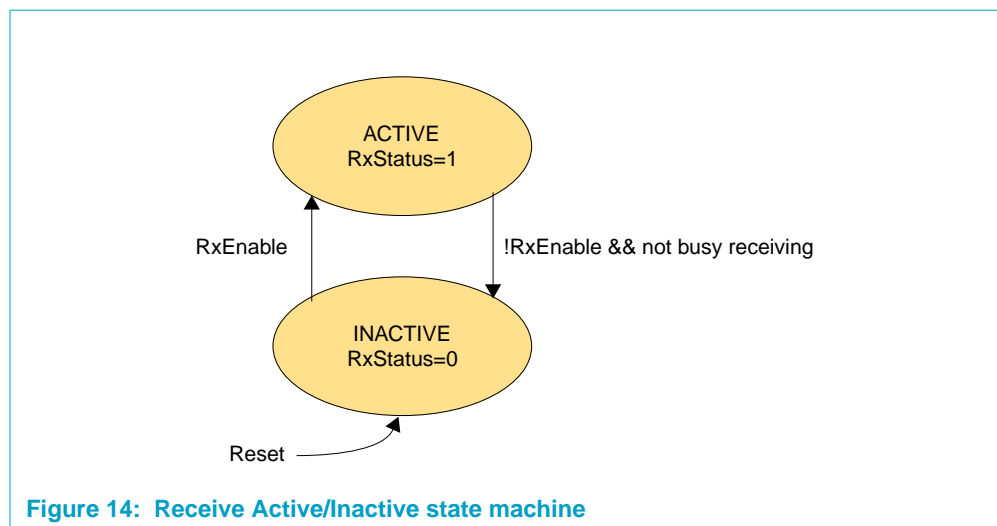 ACTIVE
RxStatus=1
RxEnable
!RxEnable && not busy receiving
INACTIVE
RxStatus=0
Reset
Figure 14: Receive Active/Inactive state machine